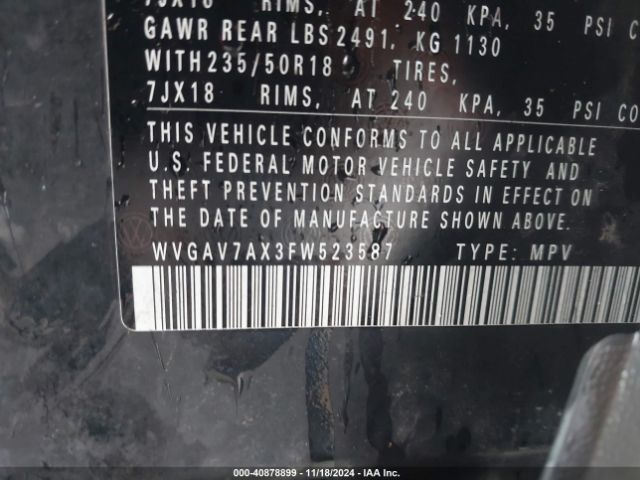 7JX18 RIMS, AT 240 KPA, 35 PSI C
GAWR REAR LBS 2491, KG 1130
WITH 235/50R18 TIRES,
7JX18 RIMS, AT 240 KPA, 35 PSI CO
THIS VEHICLE CONFORMS TO ALL APPLICABLE
U.S. FEDERAL MOTOR VEHICLE SAFETY AND
THEFT PREVENTION STANDARDS IN EFFECT ON
THE DATE OF MANUFACTURE SHOWN ABOVE.
WVGAV7AX3FW523587 TYPE: MPV
000-40878899 | 11/18/2024 - IAA Inc.